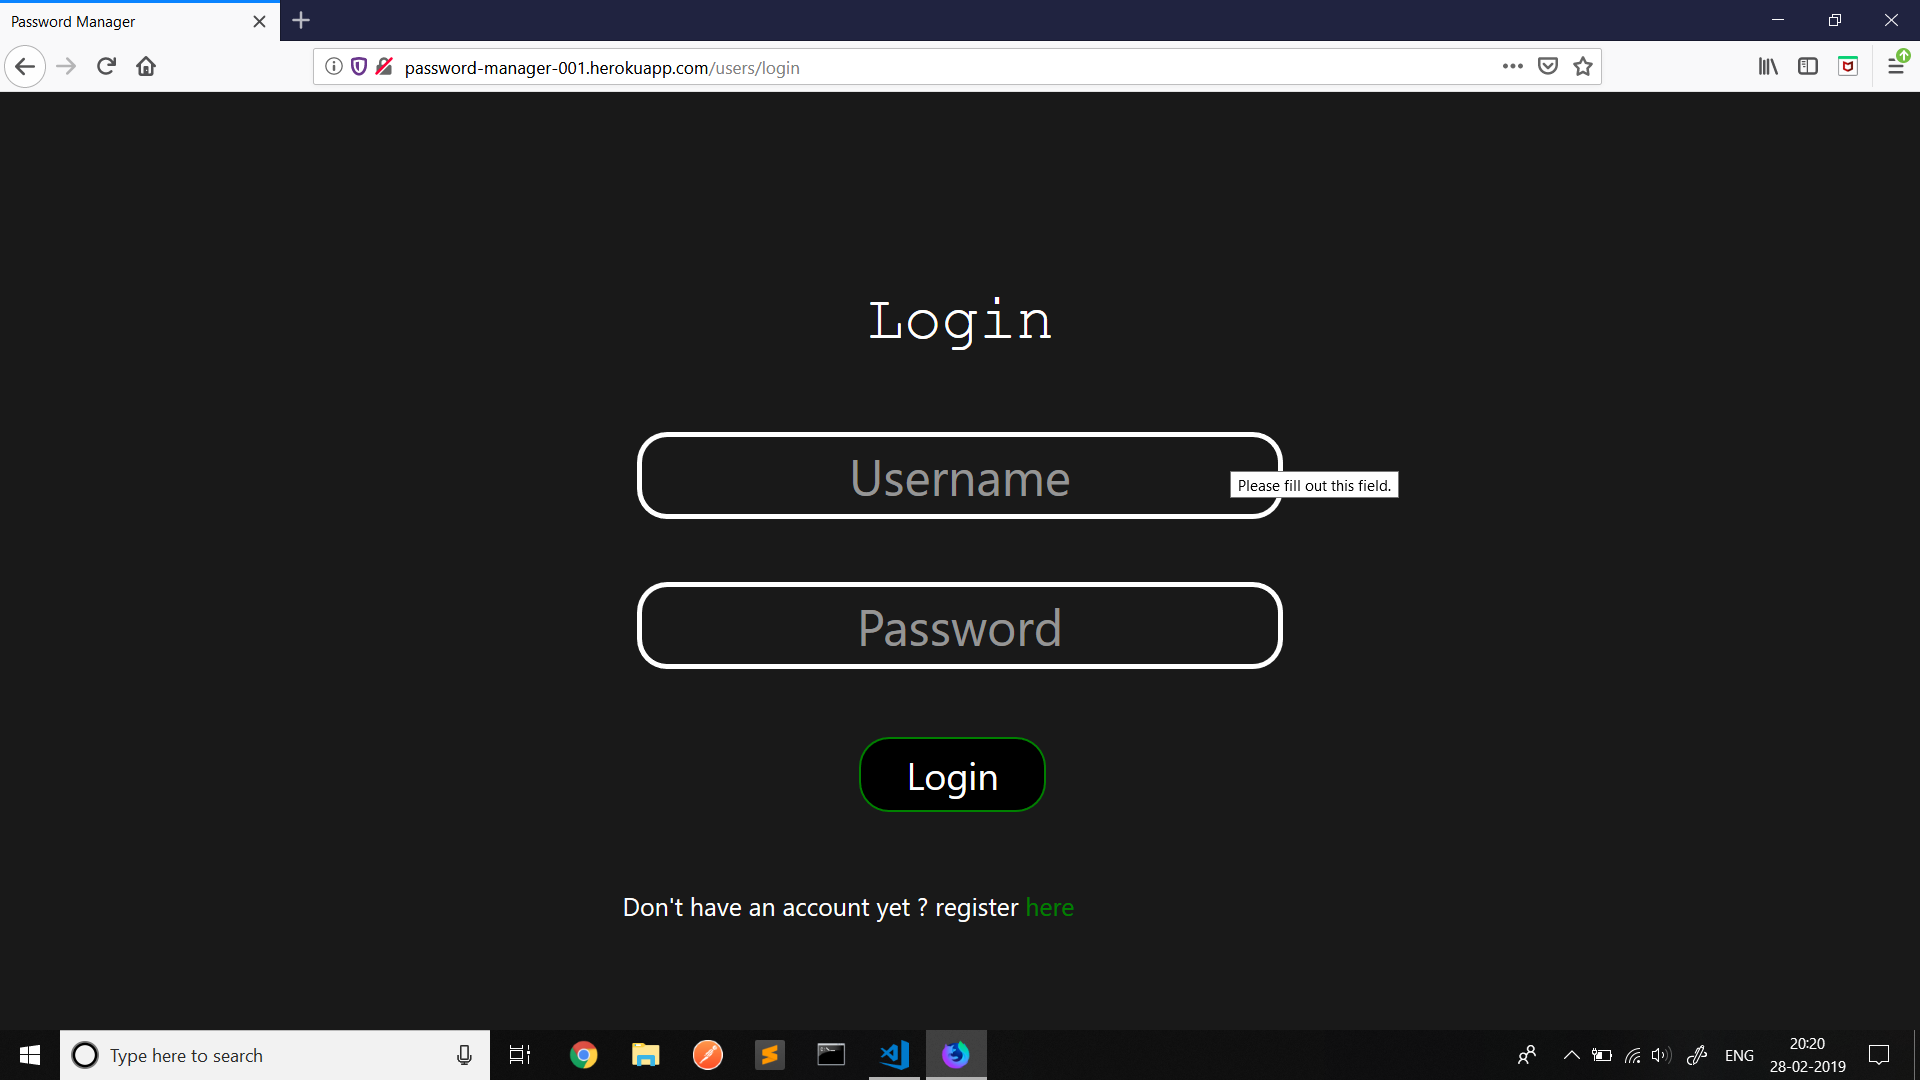 Password Manager
password-manager-001.herokuapp.com/users/login
Login
Username
Please fill out this field.
Password
Login
Don't have an account yet ? register here
Type here to search
ENG
20:20
28-02-2019